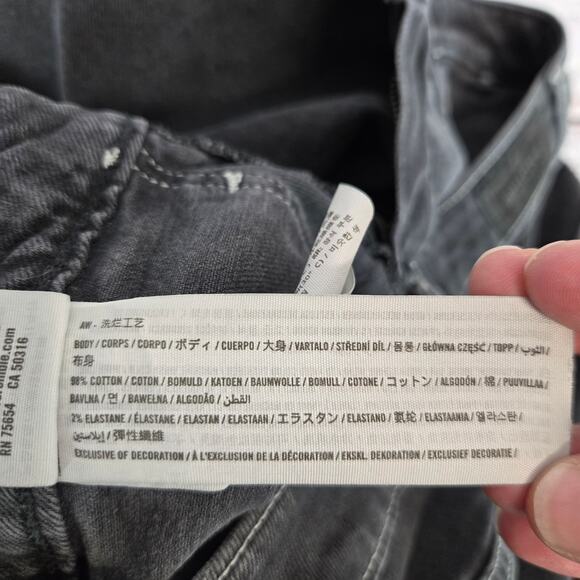 AW - 洗烂工艺
BODY / CORPS / CORPO / ボディ / CUERPO / 大身 / VARTALO / STŘEDNÍ DÍL / 몸통 / GŁÓWNA CZĘŚĆ / TOPP / الثوب /
布身
98% COTTON / COTON / BOMULD / KATOEN / BAUMWOLLE / BOMULL / COTONE / コットン / ALGODÓN / 棉 / PUUVILLAA /
BAVLNA / 면 / BAWEŁNA / ALGODÃO / القطن /
2% ELASTANE / ÉLASTANE / ELASTAN / ELASTAAN / エラスタン / ELASTANO / 氨纶 / ELASTAANIA / 엘라스탄 /
إيلاستين / 彈性纖維
EXCLUSIVE OF DECORATION / À L'EXCLUSION DE LA DÉCORATION / EKSKL. DEKORATION / EXCLUSIEF DECORATIE /
RN 75654 CA 50316